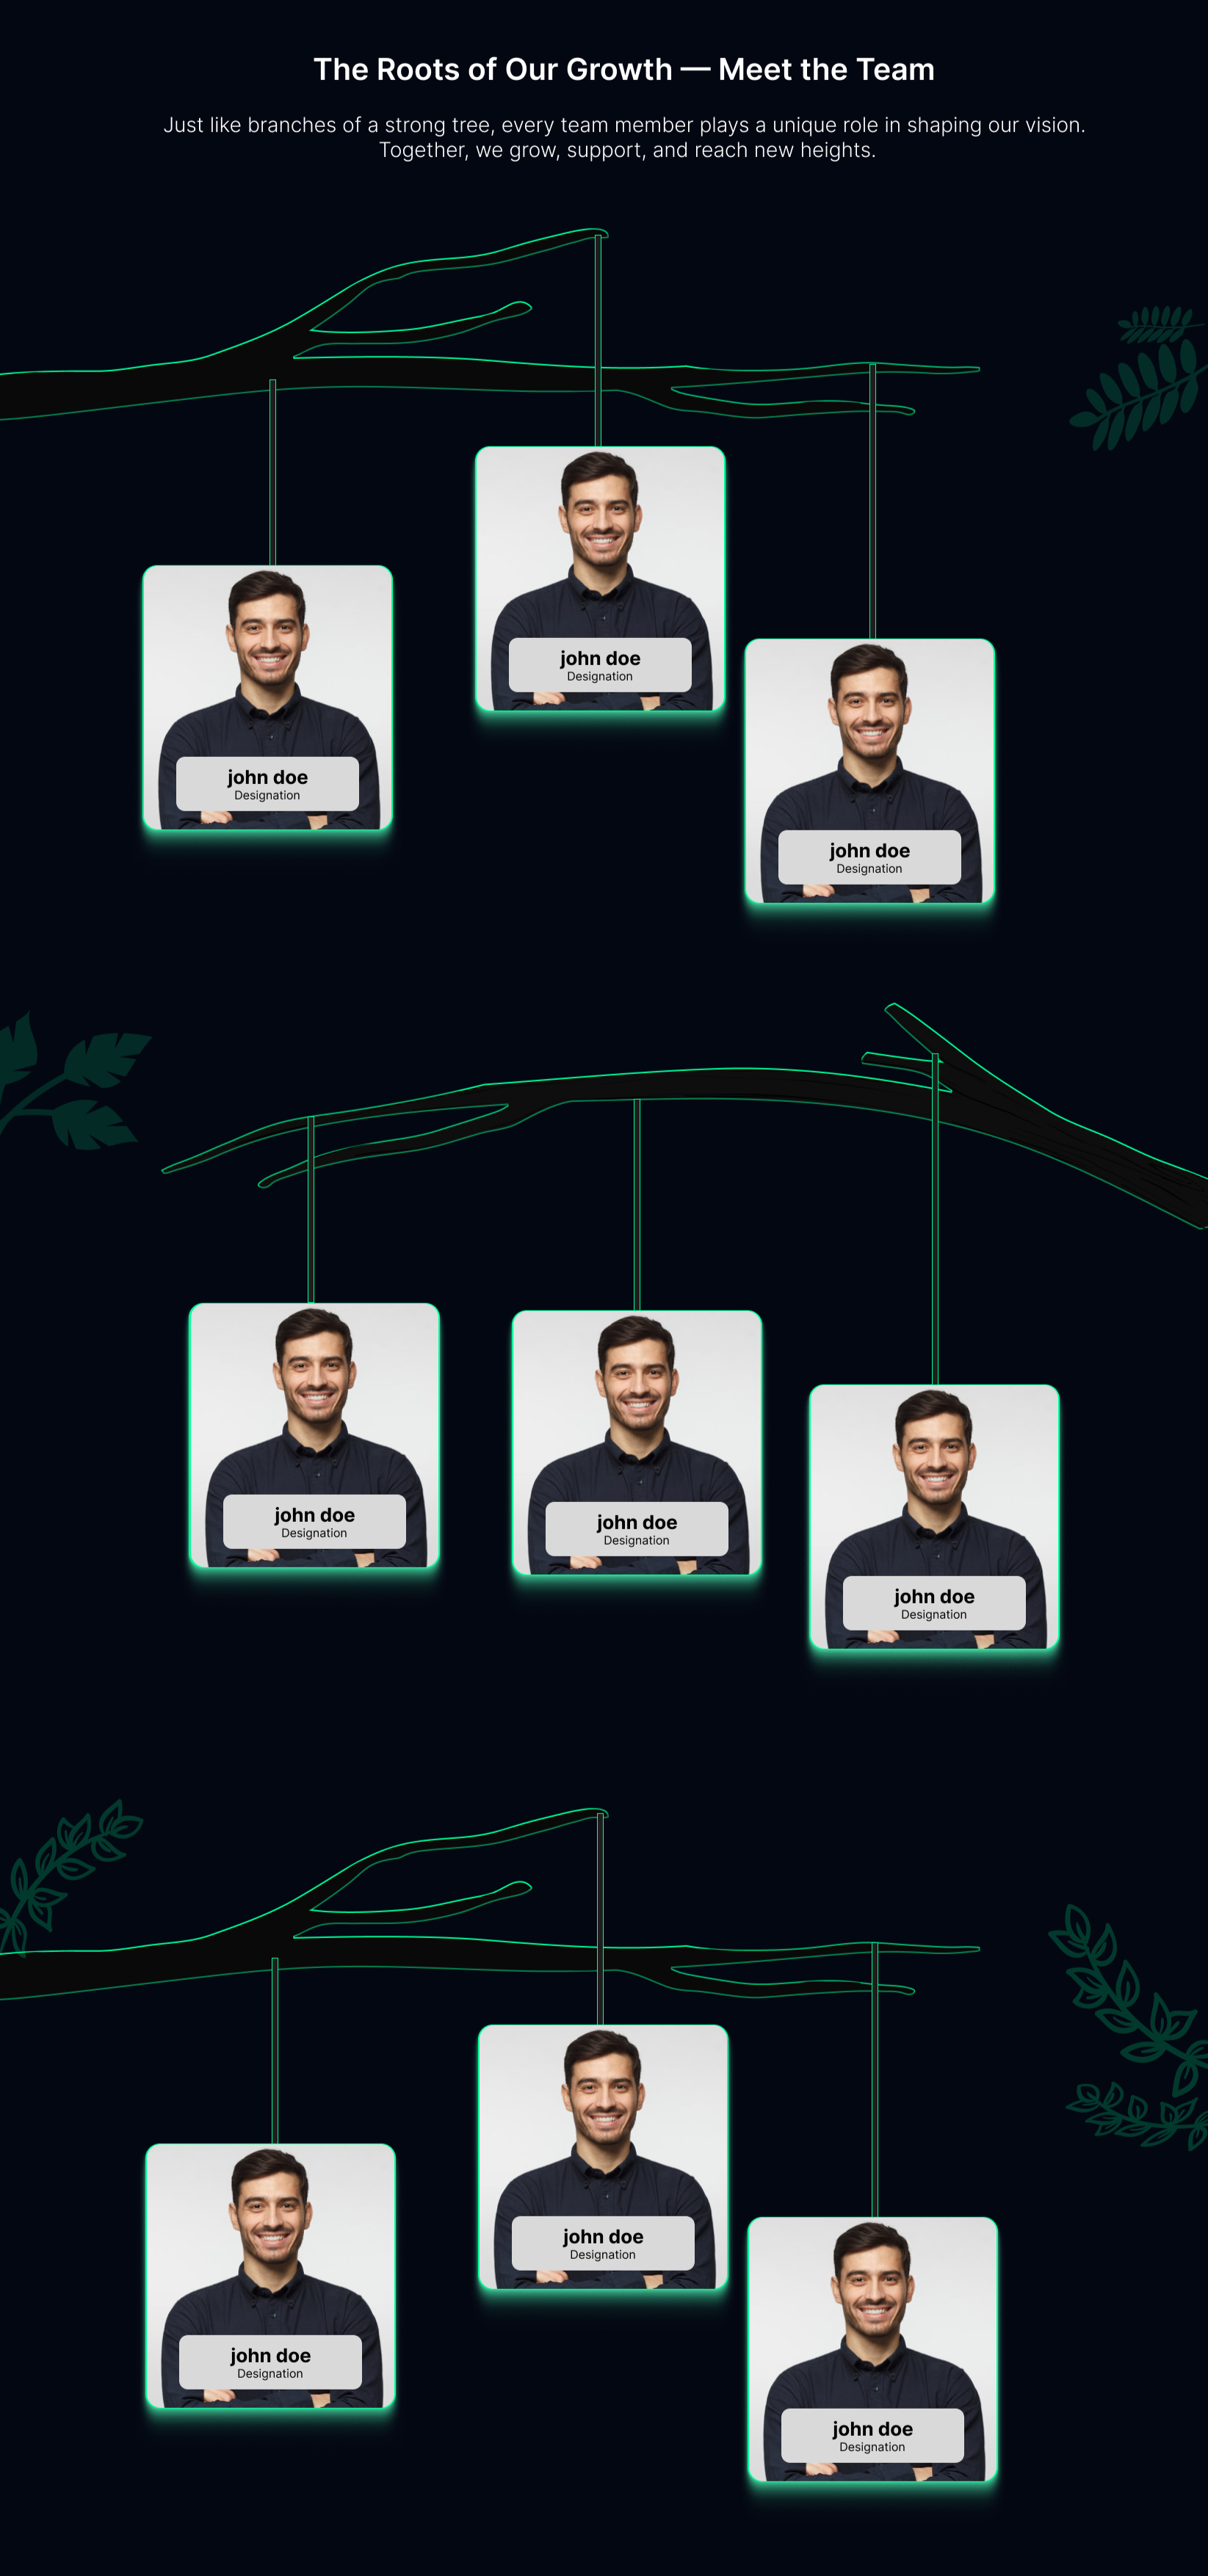 The Roots of Our Growth — Meet the Team
Just like branches of a strong tree, every team member plays a unique role in shaping our vision.
Together, we grow, support, and reach new heights.
john doe
Designation
john doe
Designation
john doe
Designation
john doe
Designation
john doe
Designation
john doe
Designation
john doe
Designation
john doe
Designation
john doe
Designation